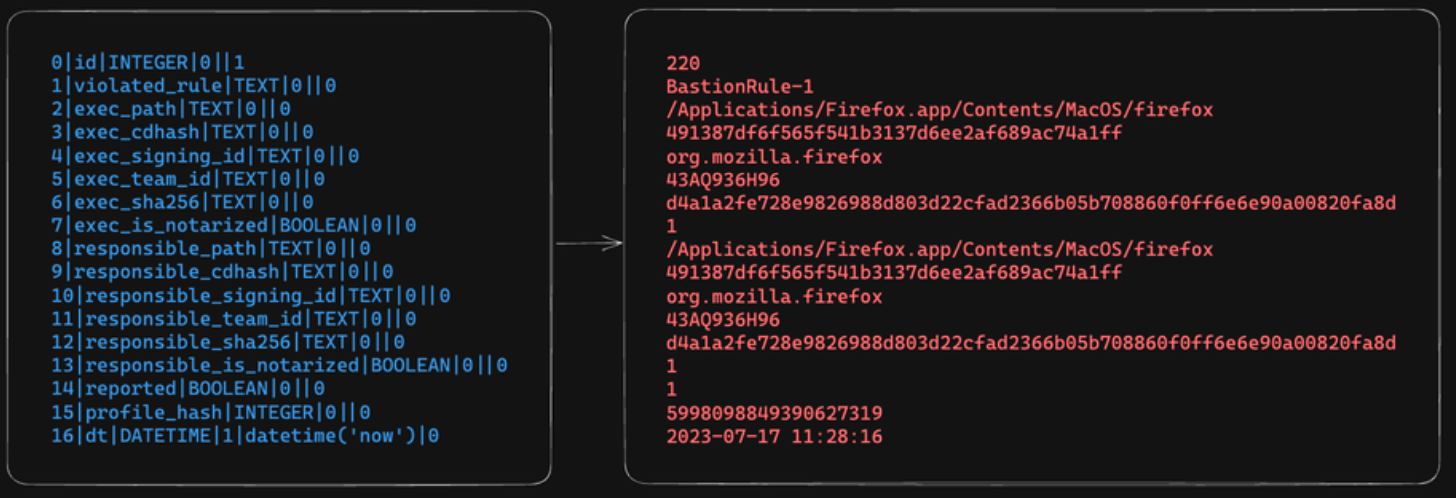 0|id|INTEGER|0||1
1|violated_rule|TEXT|0||0
2|exec_path|TEXT|0||0
3|exec_cdhash|TEXT|0||0
4|exec_signing_id|TEXT|0||0
5|exec_team_id|TEXT|0||0
6|exec_sha256|TEXT|0||0
7|exec_is_notarized|BOOLEAN|0||0
8|responsible_path|TEXT|0||0
9|responsible_cdhash|TEXT|0||0
10|responsible_signing_id|TEXT|0||0
11|responsible_team_id|TEXT|0||0
12|responsible_sha256|TEXT|0||0
13|responsible_is_notarized|BOOLEAN|0||0
14|reported|BOOLEAN|0||0
15|profile_hash|INTEGER|0||0
16|dt|DATETIME|1|datetime('now')|0
220
BastionRule-1
/Applications/Firefox.app/Contents/MacOS/firefox
491387df6f565f541b3137d6ee2af689ac74a1ff
org.mozilla.firefox
43AQ936H96
d4a1a2fe728e9826988d803d22cfad2366b05b708860f0ff6e6e90a00820fa8d
1
/Applications/Firefox.app/Contents/MacOS/firefox
491387df6f565f541b3137d6ee2af689ac74a1ff
org.mozilla.firefox
43AQ936H96
d4a1a2fe728e9826988d803d22cfad2366b05b708860f0ff6e6e90a00820fa8d
1
1
5998098849390627319
2023-07-17 11:28:16